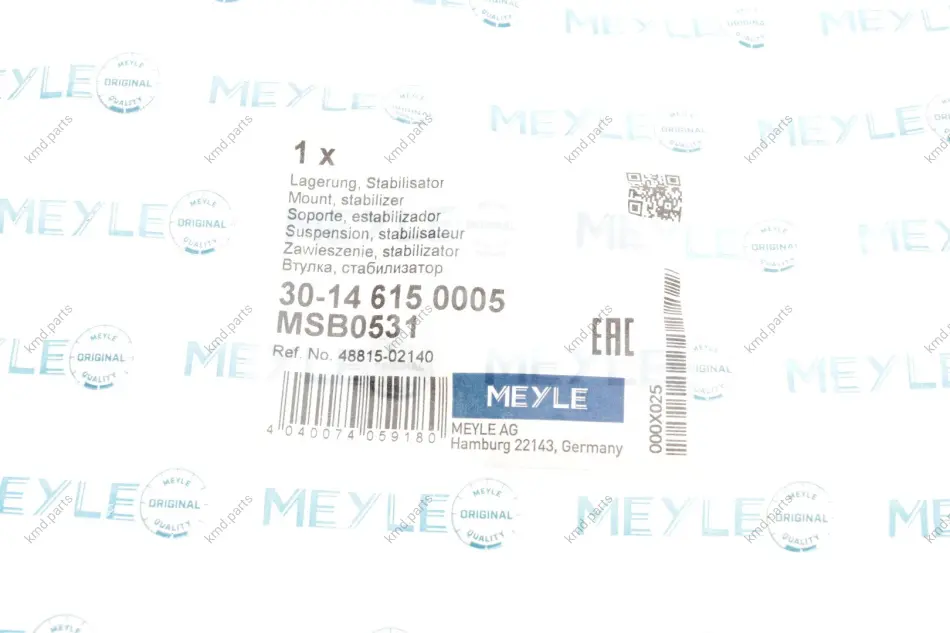 1 x
Lagerung, Stabilisator
Mount, stabilizer
Soporte, estabilizador
Suspension, stabilisateur
Zawieszenie, stabilizator
Втулка, стабилизатор
30-14 615 0005
MSB0531
Ref. No. 48815-02140
EAC
4 040074 059180
MEYLE
MEYLE AG
Hamburg 22143, Germany
000X025
MEYLE
MEYLE ORIGINAL QUALITY
kmd.parts